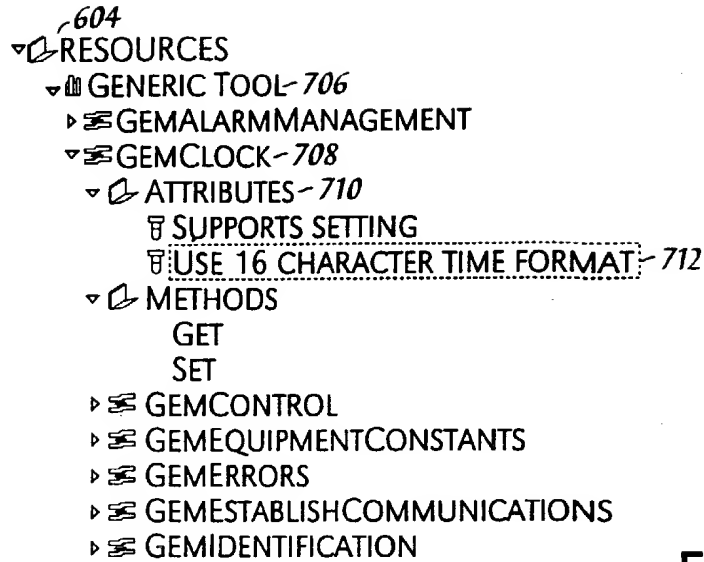 604
RESOURCES
GENERIC TOOL 706
GEMALARMMANAGEMENT
GEMCLOCK 708
ATTRIBUTES 710
SUPPORTS SETTING
USE 16 CHARACTER TIME FORMAT 712
METHODS
GET
SET
GEMCONTROL
GEMEQUIPMENTCONSTANTS
GEMERRORS
GEMESTABLISHCOMMUNICATIONS
GEMIDENTIFICATION